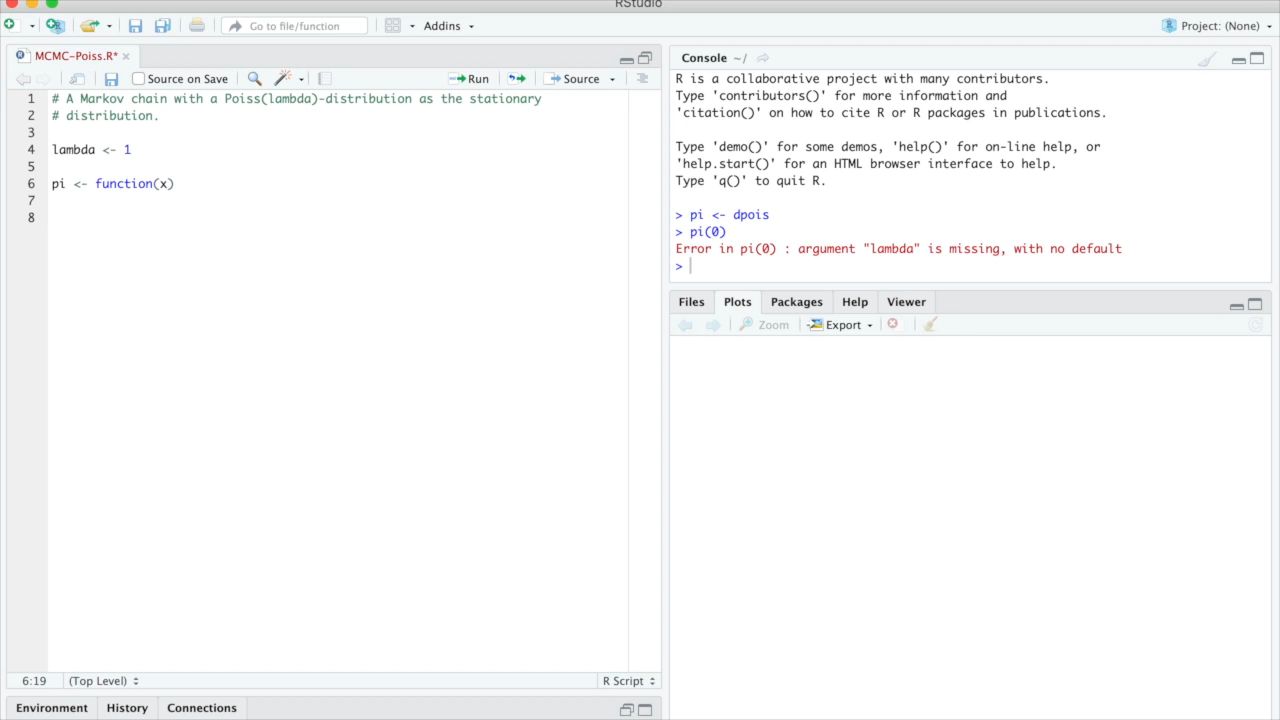 RStudio
Go to file/function
Addins
Project: (None)
MCMC-Poiss.R*
Source on Save
Run
Source
1 # A Markov chain with a Poiss(lambda)-distribution as the stationary
2 # distribution.
3
4 lambda <- 1
5
6 pi <- function(x)
7
8
6:19 (Top Level) R Script
Environment History Connections
Console ~/
R is a collaborative project with many contributors.
Type 'contributors()' for more information and
'citation()' on how to cite R or R packages in publications.
Type 'demo()' for some demos, 'help()' for on-line help, or
'help.start()' for an HTML browser interface to help.
Type 'q()' to quit R.
> pi <- dpois
> pi(0)
Error in pi(0) : argument "lambda" is missing, with no default
>
Files Plots Packages Help Viewer
Zoom Export